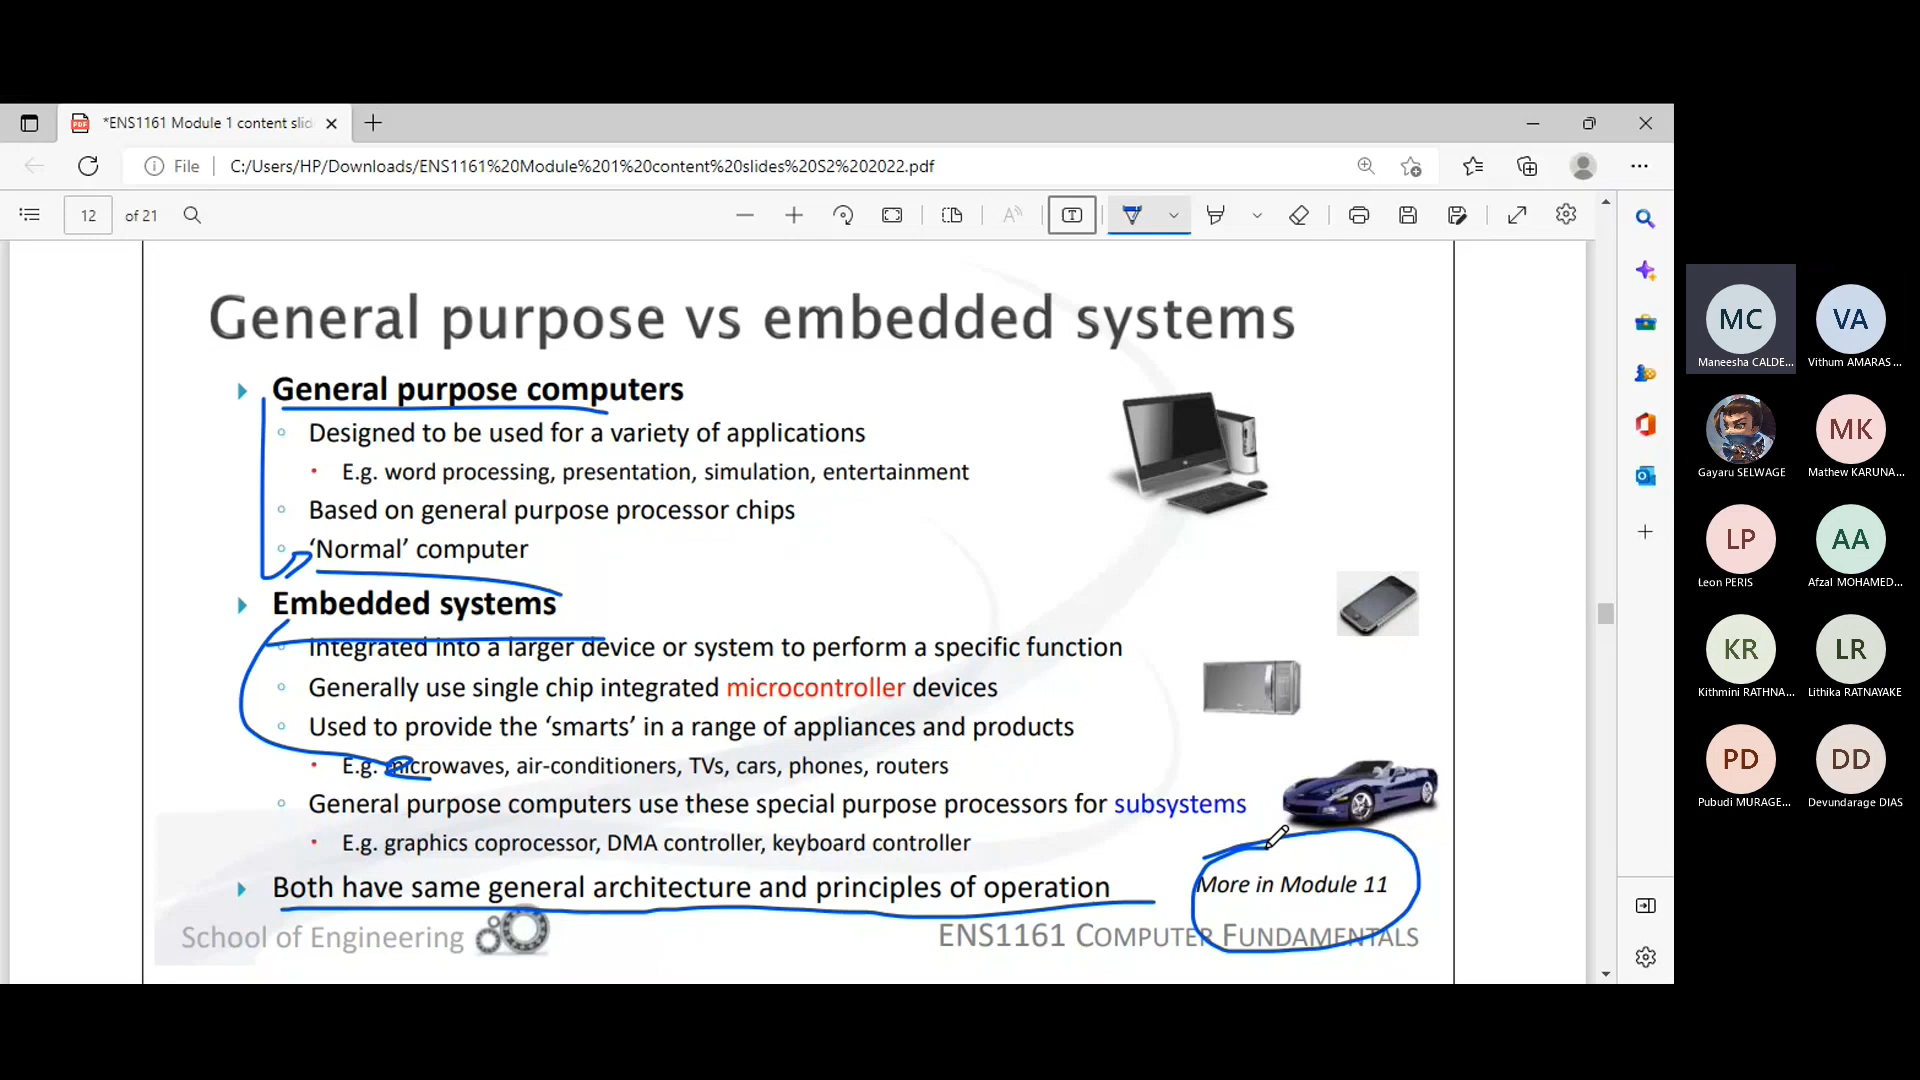 *ENS1161 Module 1 content slid
File
C:/Users/HP/Downloads/ENS1161%20Module%201%20content%20slides%20S2%202022.pdf
12 of 21
General purpose vs embedded systems
General purpose computers
Designed to be used for a variety of applications
E.g. word processing, presentation, simulation, entertainment
Based on general purpose processor chips
‘Normal’ computer
Embedded systems
Integrated into a larger device or system to perform a specific function
Generally use single chip integrated microcontroller devices
Used to provide the ‘smarts’ in a range of appliances and products
E.g. microwaves, air-conditioners, TVs, cars, phones, routers
General purpose computers use these special purpose processors for subsystems
E.g. graphics coprocessor, DMA controller, keyboard controller
Both have same general architecture and principles of operation
More in Module 11
School of Engineering
ENS1161 COMPUTER FUNDAMENTALS
MC
VA
Maneesha CALDE...
Vithum AMARAS...
MK
Gayaru SELWAGE
Mathew KARUNA...
LP
AA
Leon PERIS
Afzal MOHAMED...
KR
LR
Kithmini RATHNA...
Lithika RATNAYAKE
PD
DD
Pubudi MURAGE...
Devundarage DIAS